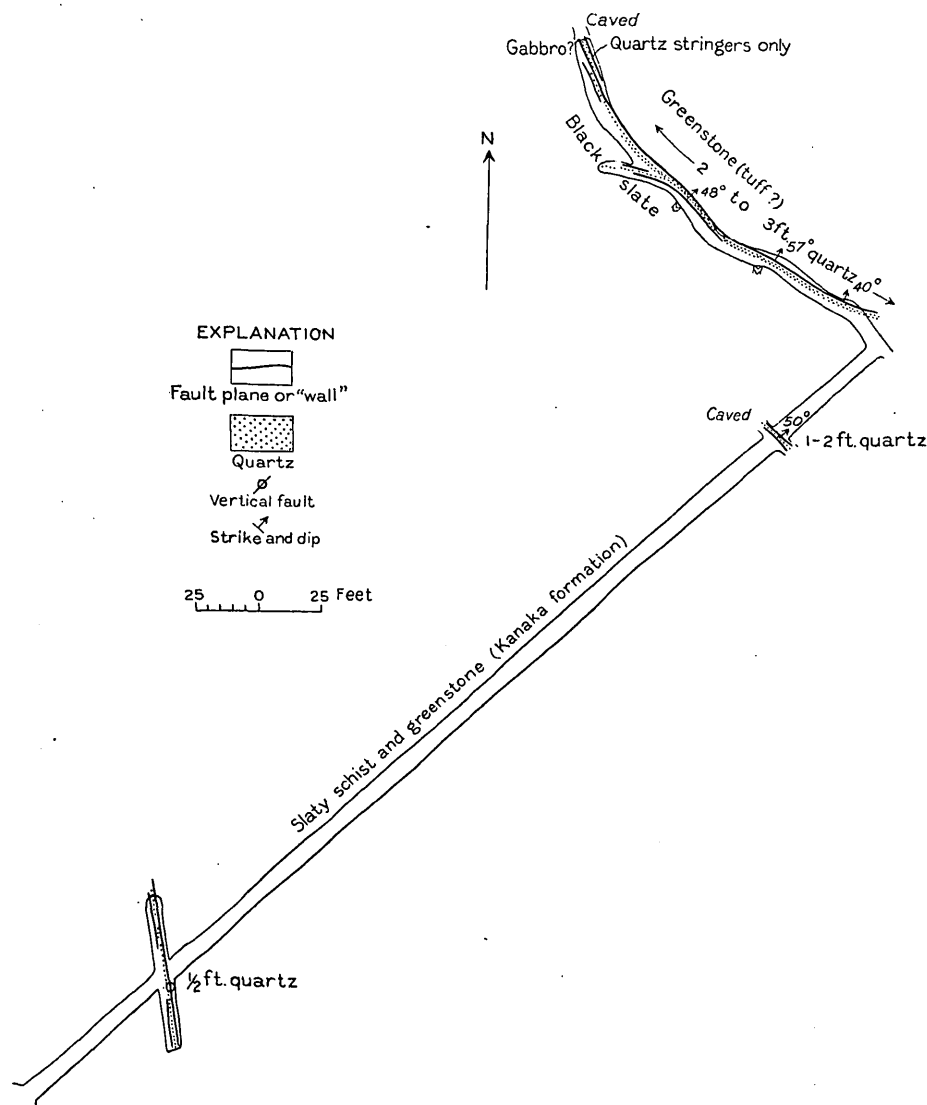 Caved
Gabbro?
Quartz stringers only
Greenstone (tuff?)
Black
slate
N
48°
2 to 3ft. quartz
57°
40°
EXPLANATION
Fault plane or "wall"
Quartz
Vertical fault
Strike and dip
25 0 25 Feet
Caved
50°
1-2 ft. quartz
Slaty schist and greenstone (Kanaka formation)
½ ft. quartz